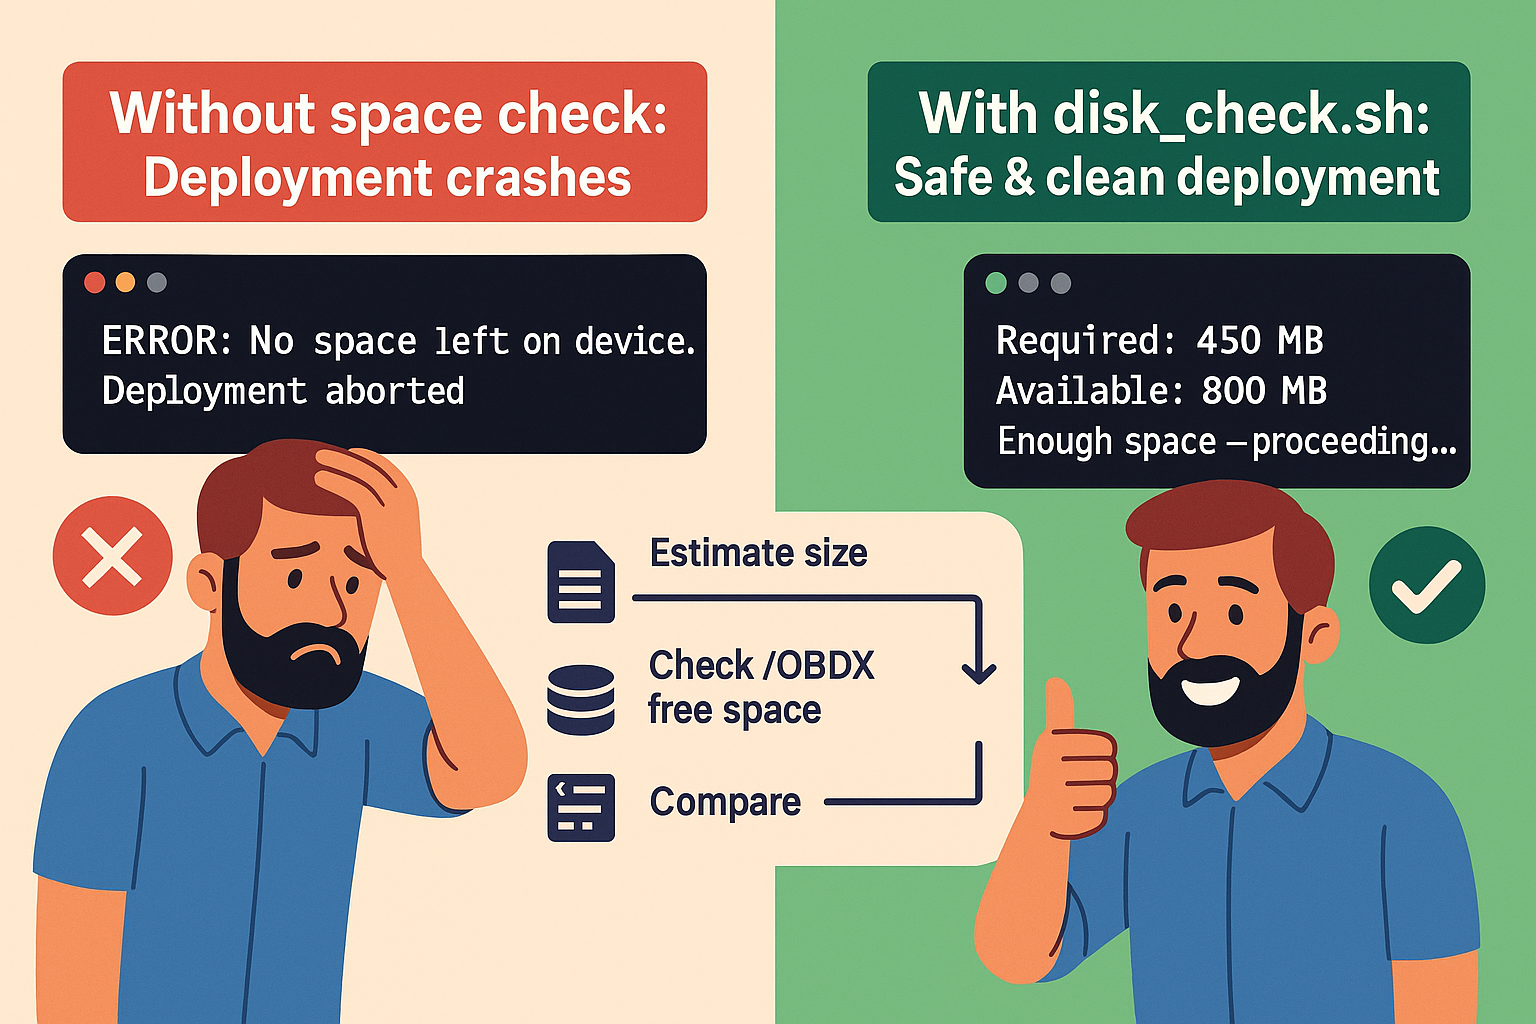 Without space check:
Deployment crashes
ERROR: No space left on device.
Deployment aborted
With disk_check.sh:
Safe & clean deployment
Required: 450 MB
Available: 800 MB
Enough space – proceeding...
Estimate size
Check /OBDX
free space
Compare